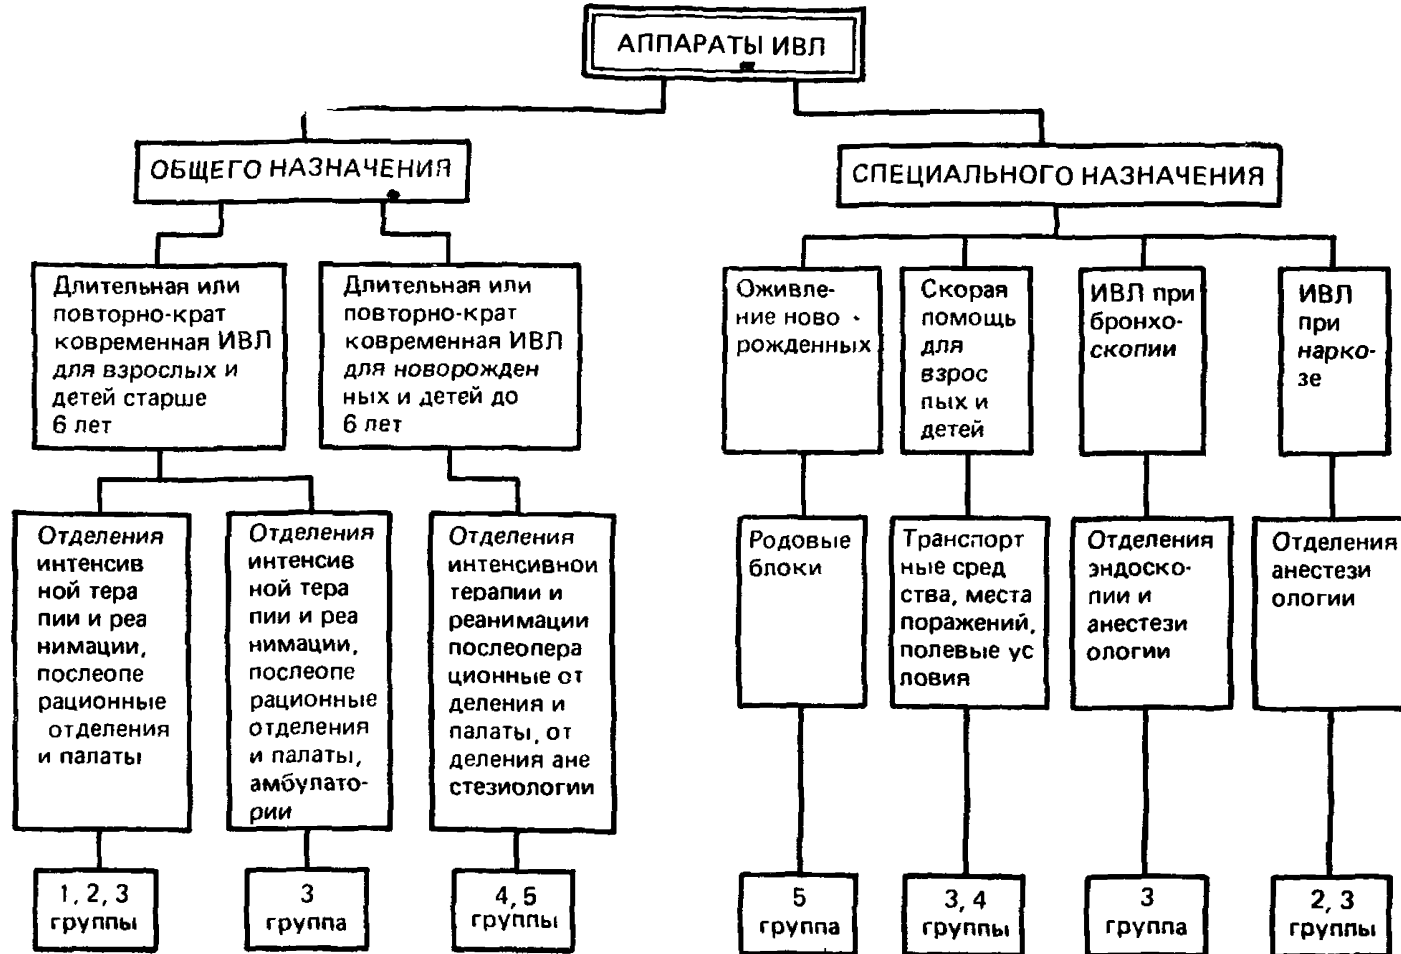 АППАРАТЫ ИВЛ
ОБЩЕГО НАЗНАЧЕНИЯ
СПЕЦИАЛЬНОГО НАЗНАЧЕНИЯ
Длительная или
повторно-крат
ковременная ИВЛ
для взрослых и
детей старше
6 лет
Длительная или
повторно-крат
ковременная ИВЛ
для новорожден
ных и детей до
6 лет
Оживле-
ние ново
рожденных
Скорая
помощь
для
взрос
лых и
детей
ИВЛ при
бронхо-
скопии
ИВЛ
при
нарко-
зе
Отделения
интенсив
ной тера
пии и реа
нимации,
послеопе
рационные
отделения
и палаты
Отделения
интенсив
ной тера
пии и реа
нимации,
послеопе
рационные
отделения
и палаты,
амбулато-
рии
Отделения
интенсивной
терапии и
реанимации
послеопера
ционные от
деления и
палаты, от
деления ане
стезиологии
Родовые
блоки
Транспорт
ные сред
ства, места
поражений,
полевые ус
ловия
Отделения
эндоско-
пии и
анестези
ологии
Отделения
анестези
ологии
1, 2, 3
группы
3
группа
4, 5
группы
5
группа
3, 4
группы
3
группа
2, 3
группы